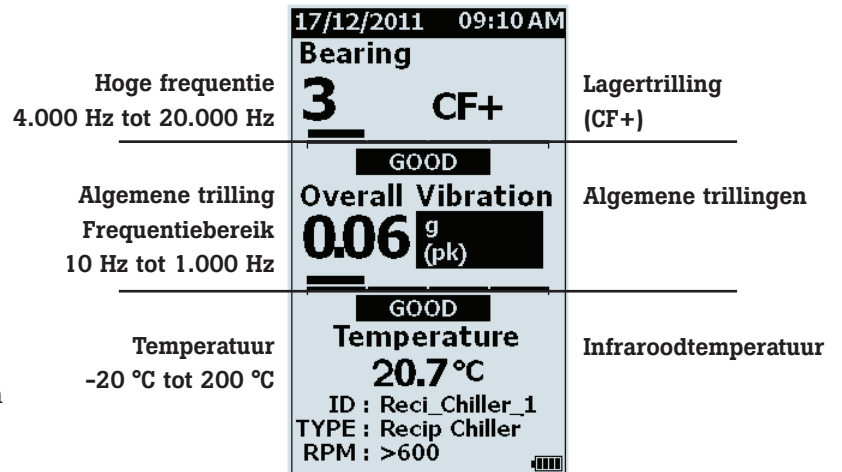 17/12/2011 09:10 AM
Bearing
Hoge frequentie
4.000 Hz tot 20.000 Hz
3 CF+
Lagertrilling
(CF+)
GOOD
Algemene trilling
Frequentiebereik
10 Hz tot 1.000 Hz
Overall Vibration
0.06 g
(pk)
Algemene trillingen
GOOD
Temperatuur
-20 °C tot 200 °C
Temperature
20.7 °C
Infraroodtemperatuur
ID : Reci_Chiller_1
TYPE : Recip Chiller
RPM : >600